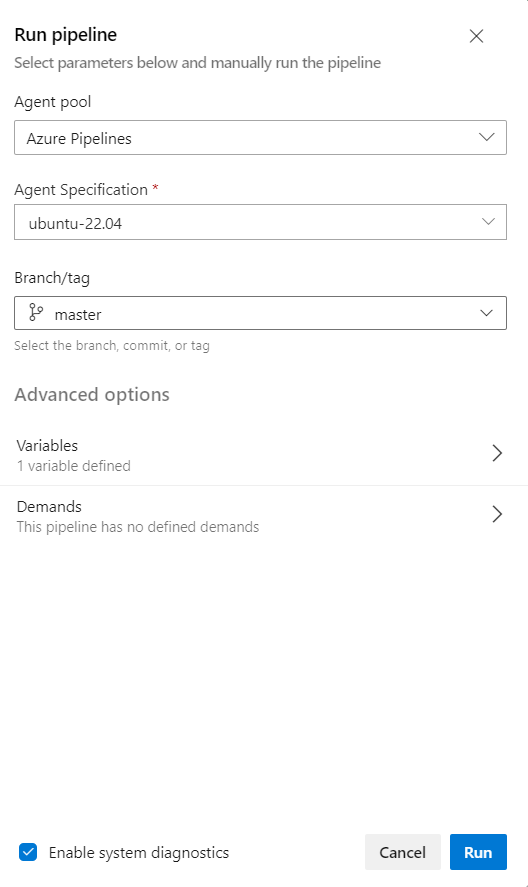 Run pipeline
Select parameters below and manually run the pipeline
Agent pool
Azure Pipelines
Agent Specification *
ubuntu-22.04
Branch/tag
master
Select the branch, commit, or tag
Advanced options
Variables
1 variable defined
Demands
This pipeline has no defined demands
Enable system diagnostics
Cancel
Run